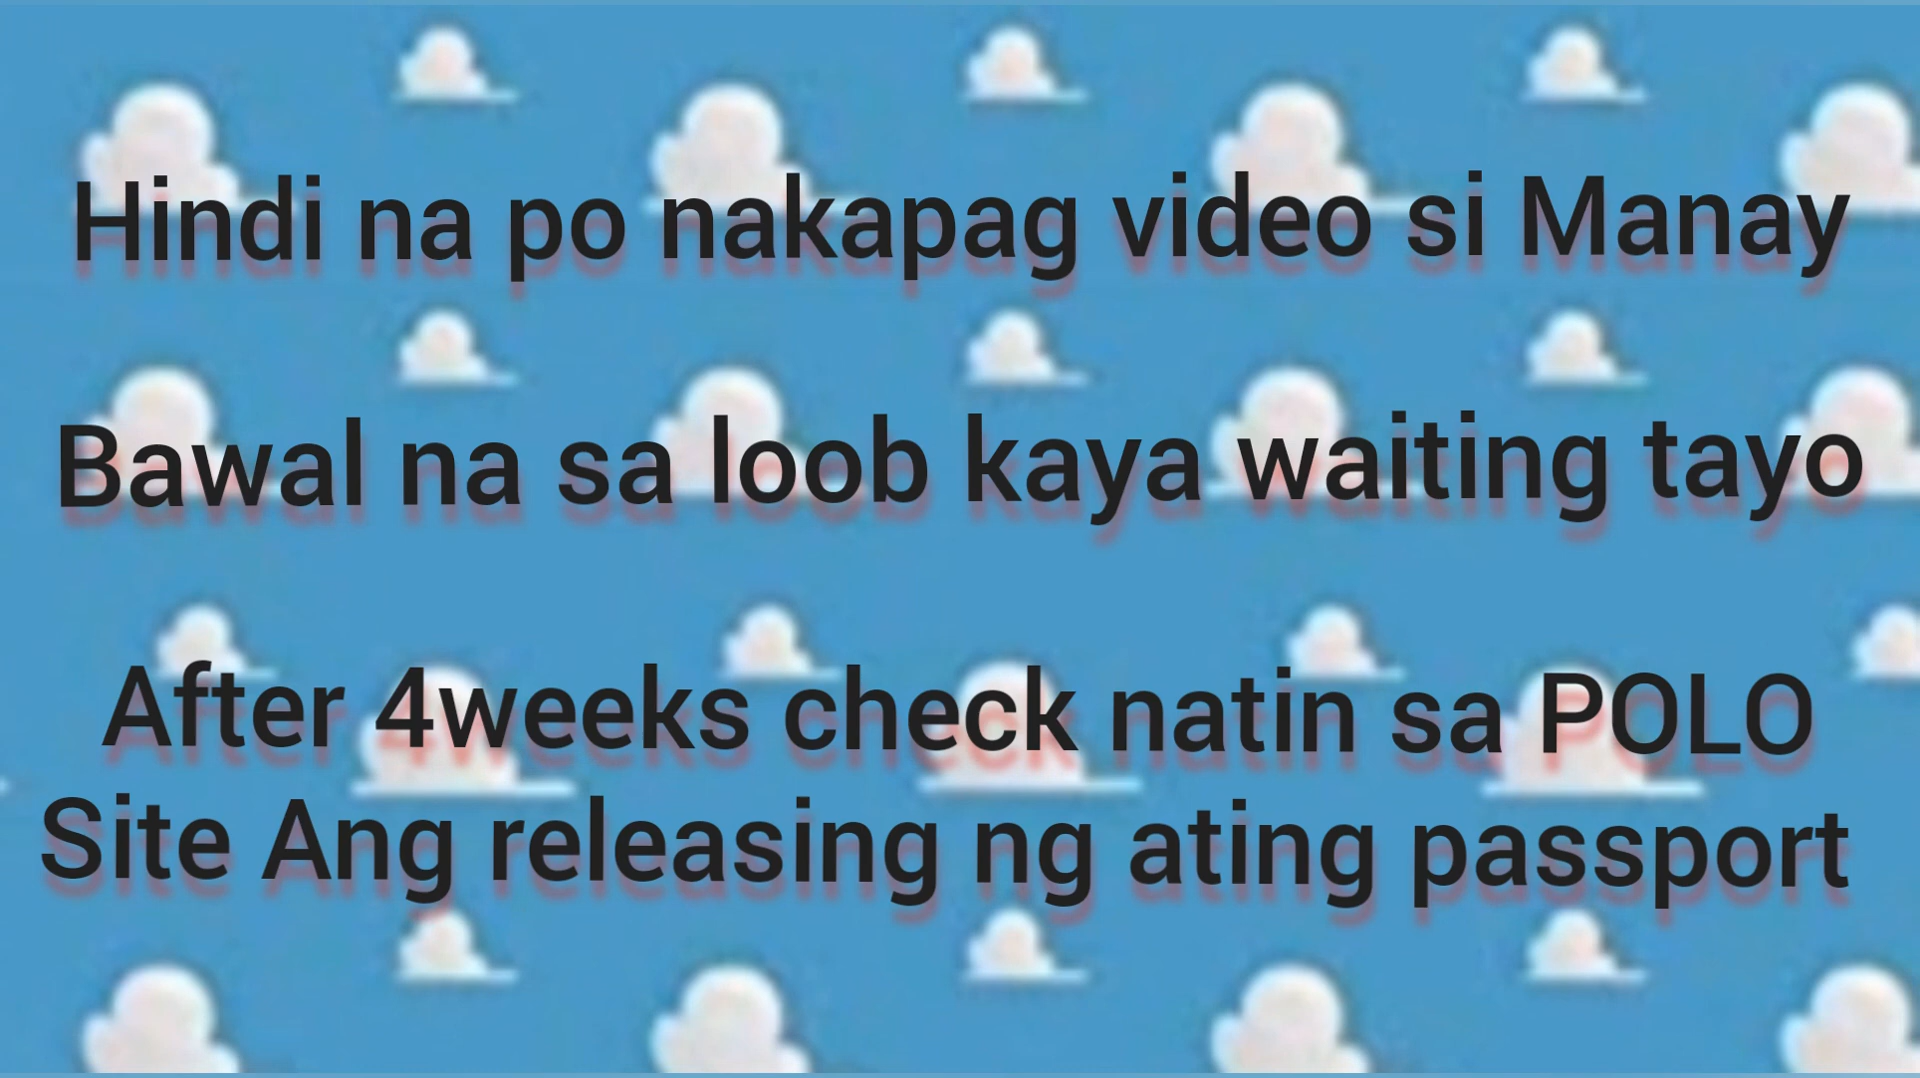 Hindi na po nakapag video si Manay
Bawal na sa loob kaya waiting tayo
After 4weeks check natin sa POLO
Site Ang releasing ng ating passport